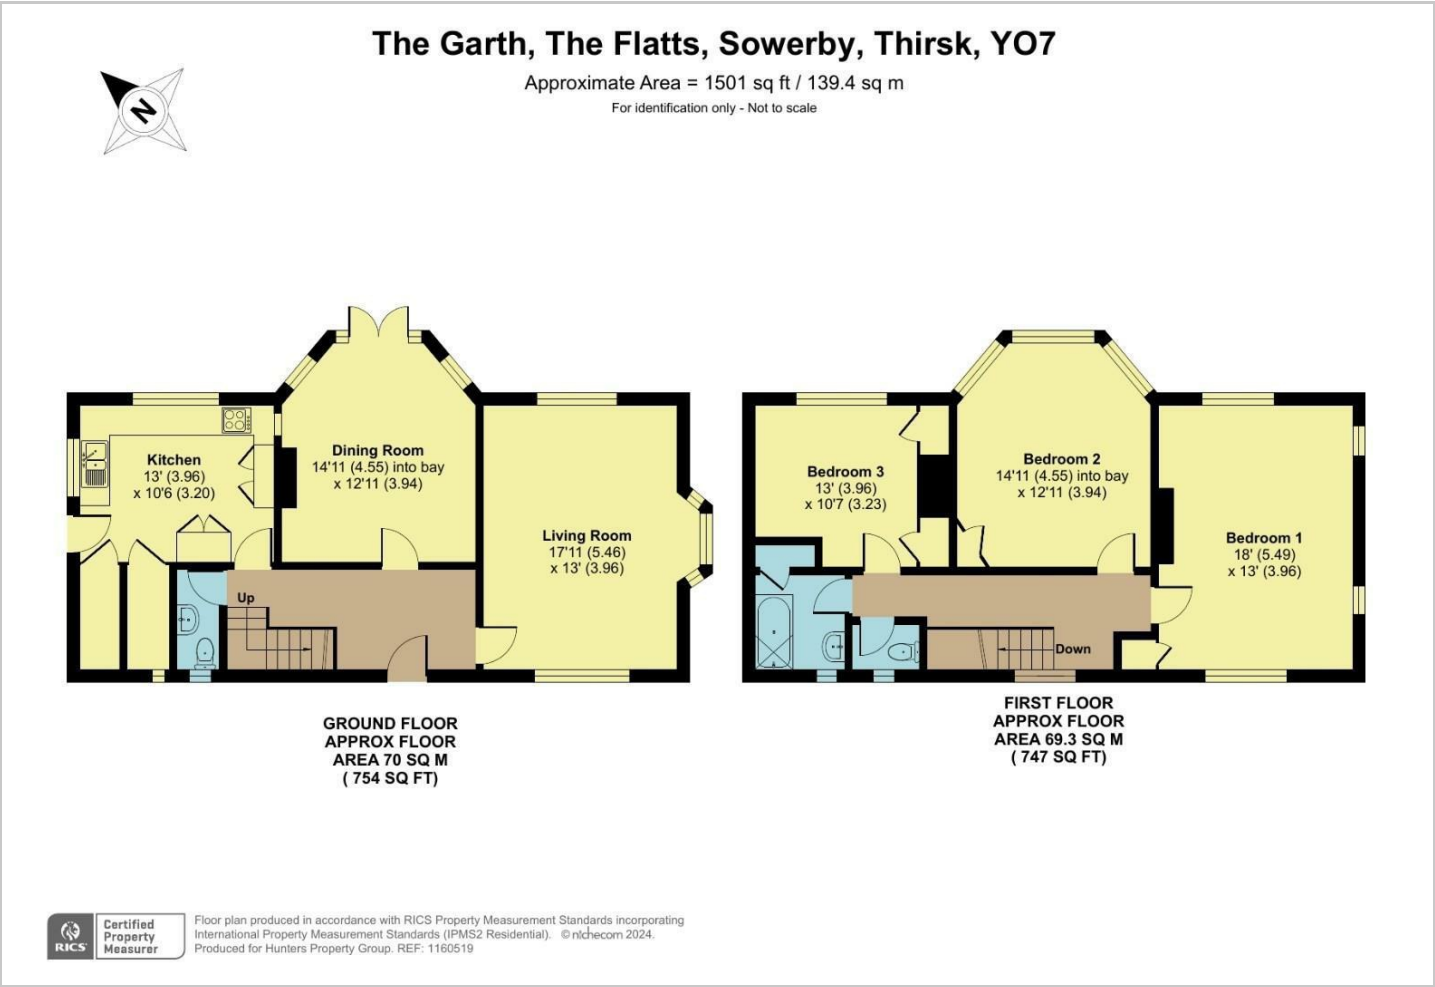 The Garth, The Flatts, Sowerby, Thirsk, YO7
Approximate Area = 1501 sq ft / 139.4 sq m
For identification only - Not to scale
N
Kitchen
13' (3.96)
x 10'6 (3.20)
Dining Room
14'11 (4.55) into bay
x 12'11 (3.94)
Living Room
17'11 (5.46)
x 13' (3.96)
Up
GROUND FLOOR
APPROX FLOOR
AREA 70 SQ M
( 754 SQ FT)
Bedroom 3
13' (3.96)
x 10'7 (3.23)
Bedroom 2
14'11 (4.55) into bay
x 12'11 (3.94)
Bedroom 1
18' (5.49)
x 13' (3.96)
Down
FIRST FLOOR
APPROX FLOOR
AREA 69.3 SQ M
( 747 SQ FT)
RICS
Certified
Property
Measurer
Floor plan produced in accordance with RICS Property Measurement Standards incorporating
International Property Measurement Standards (IPMS2 Residential). © nichecom 2024.
Produced for Hunters Property Group. REF: 1160519